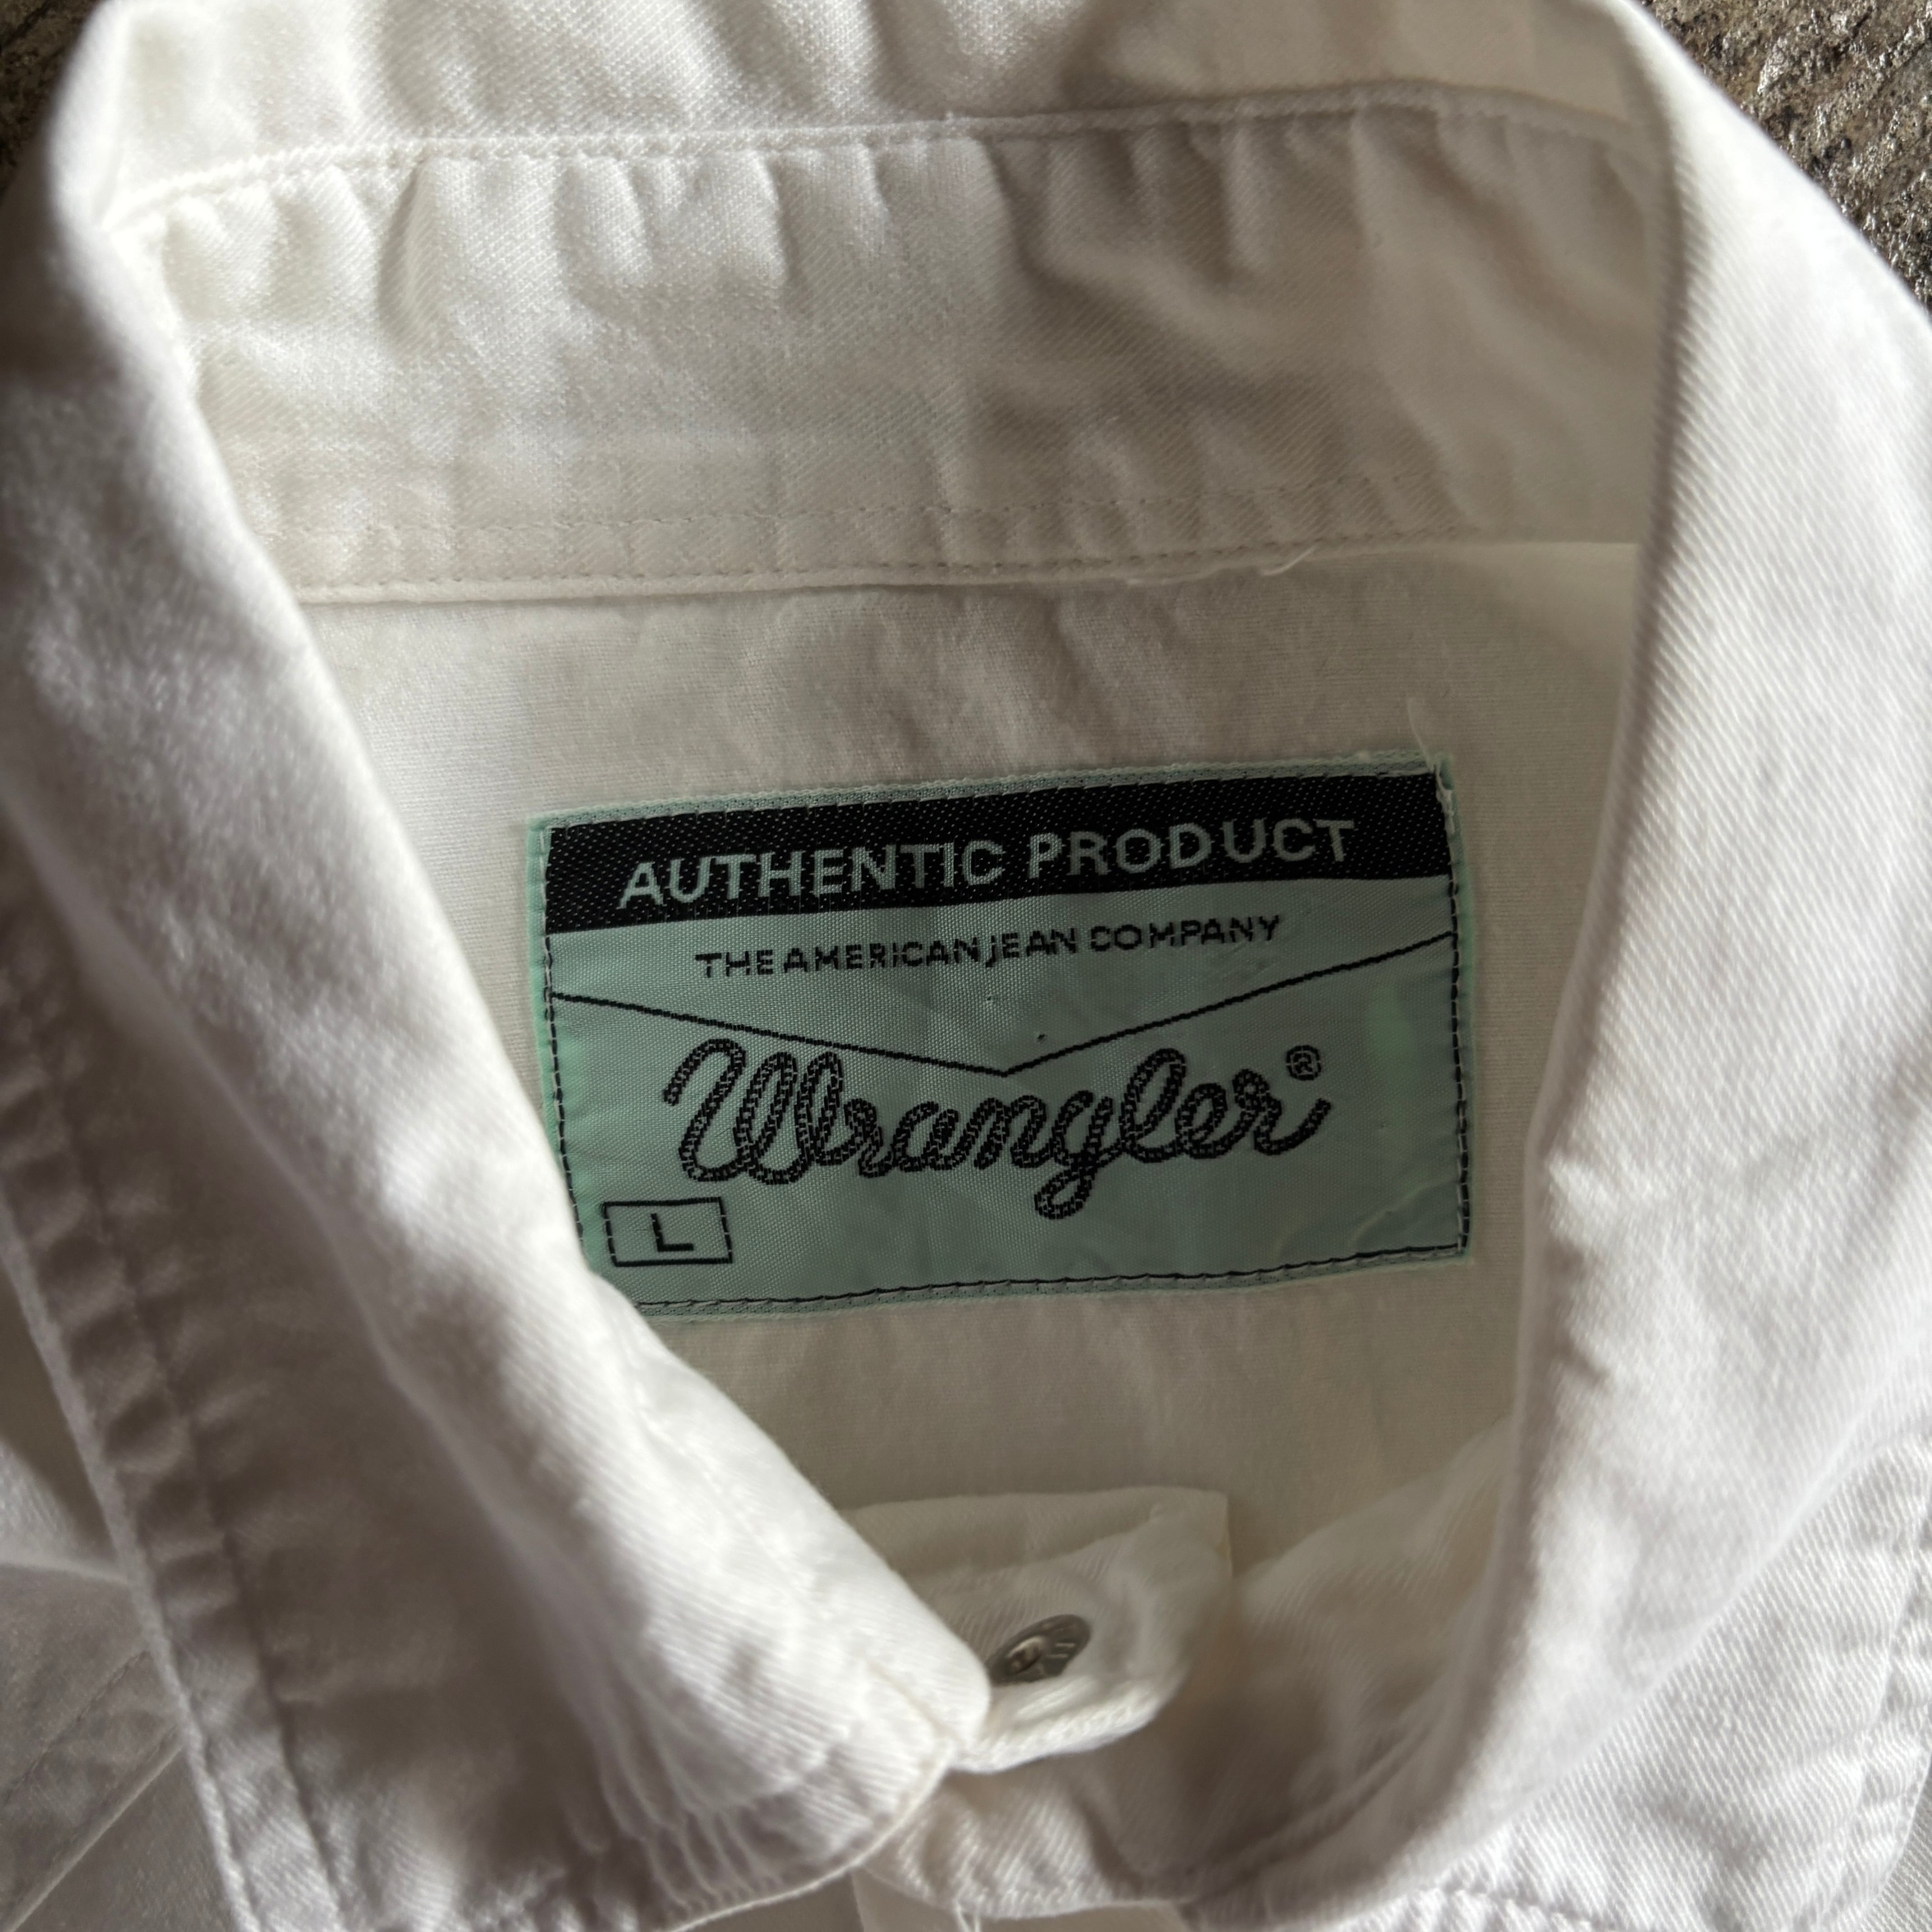 AUTHENTIC PRODUCT
THE AMERICAN JEAN COMPANY
Wrangler®
L